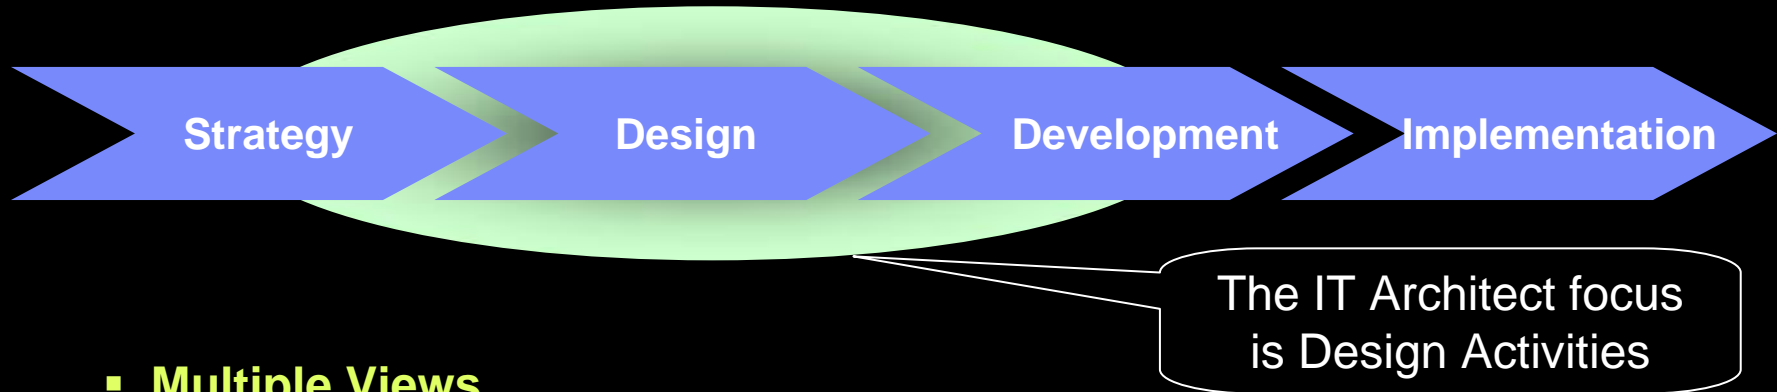 Strategy Design Development Implementation
The IT Architect focus
is Design Activities
▪ Multiple Views